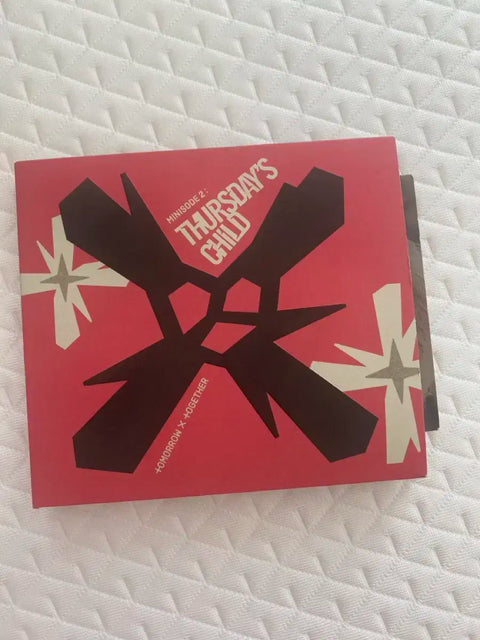 MINISODE 2:
THURSDAY'S
CHILD
tOMORROW X tOGETHER